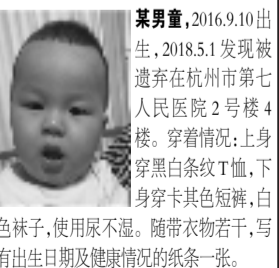 某男童,2016.9.10出
生,2018.5.1发现被
遗弃在杭州市第七
人民医院2号楼4
楼。穿着情况:上身
穿黑白条纹T恤,下
身穿卡其色短裤,白
色袜子,使用尿不湿。随带衣物若干,写
有出生日期及健康情况的纸条一张。